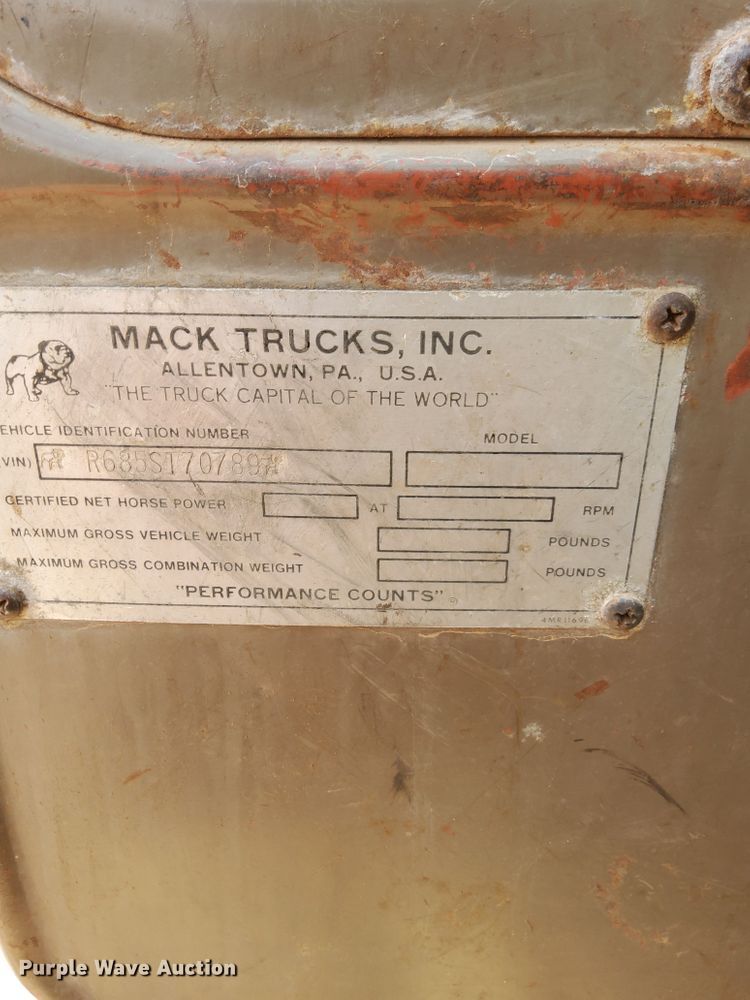 MACK TRUCKS, INC.
ALLENTOWN, PA., U.S.A.
"THE TRUCK CAPITAL OF THE WORLD"
EHICLE IDENTIFICATION NUMBER
MODEL
VIN) R685ST70789
CERTIFIED NET HORSE POWER AT RPM
MAXIMUM GROSS VEHICLE WEIGHT POUNDS
MAXIMUM GROSS COMBINATION WEIGHT POUNDS
"PERFORMANCE COUNTS"
Purple Wave Auction